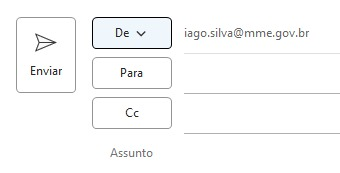 De
iago.silva@mme.gov.br
Enviar
Para
Cc
Assunto